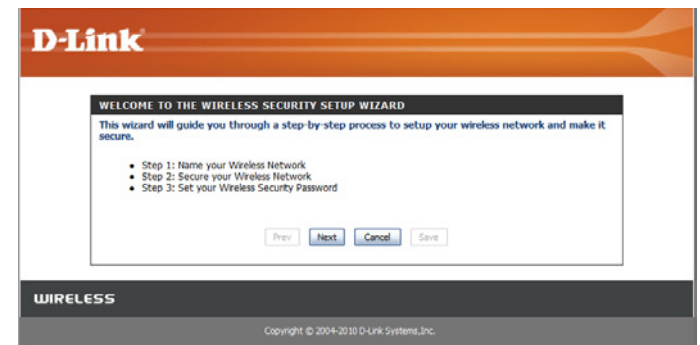 D-Link
WELCOME TO THE WIRELESS SECURITY SETUP WIZARD
This wizard will guide you through a step-by-step process to setup your wireless network and make it
secure.
• Step 1: Name your Wireless Network
• Step 2: Secure your Wireless Network
• Step 3: Set your Wireless Security Password
Prev Next Cancel Save
WIRELESS
Copyright © 2004-2010 D-Link Systems,Inc.